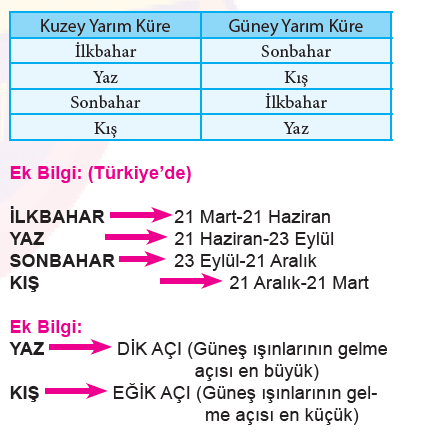 Kuzey Yarım Küre Güney Yarım Küre
İlkbahar Sonbahar
Yaz Kış
Sonbahar İlkbahar
Kış Yaz
Ek Bilgi: (Türkiye'de)
İLKBAHAR 21 Mart-21 Haziran
YAZ 21 Haziran-23 Eylül
SONBAHAR 23 Eylül-21 Aralık
KIŞ 21 Aralık-21 Mart
Ek Bilgi:
YAZ DİK AÇI (Güneş ışınlarının gelme
açısı en büyük)
KIŞ EĞİK AÇI (Güneş ışınlarının gel-
me açısı en küçük)